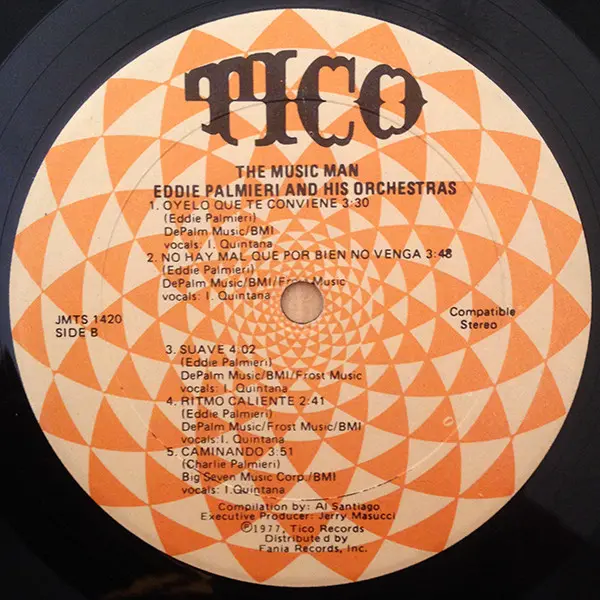 TICO
THE MUSIC MAN
EDDIE PALMIERI AND HIS ORCHESTRAS
1. OYELO QUE TE CONVIENE 3:30
(Eddie Palmieri)
DePalm Music/BMI
vocals: I. Quintana
2. NO HAY MAL QUE POR BIEN NO VENGA 3:48
(Eddie Palmieri)
DePalm Music/BMI/Frost Music
vocals: I. Quintana
JMTS 1420
SIDE B
Compatible
Stereo
3. SUAVE 4:02
(Eddie Palmieri)
DePalm Music/BMI/Frost Music
vocals: I. Quintana
4. RITMO CALIENTE 2:41
(Eddie Palmieri)
DePalm Music/Frost Music/BMI
vocals: I. Quintana
5. CAMINANDO 3:51
(Charlie Palmieri)
Big Seven Music Corp./BMI
vocals: I.Quintana
Compilation by: Al Santiago
Executive Producer: Jerry Masucci
℗1977, Tico Records
Distributed by
Fania Records, Inc.